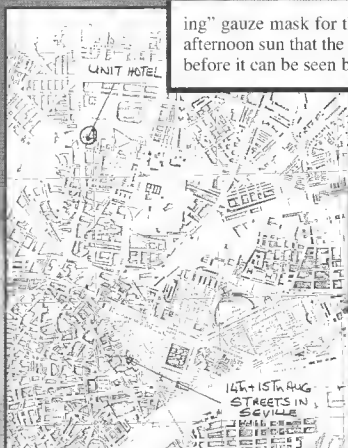 ing” gauze mask for t
afternoon sun that the
before it can be seen b
UNIT HOTEL
14TH + 15TH AUG
STREETS IN
SEVILLE